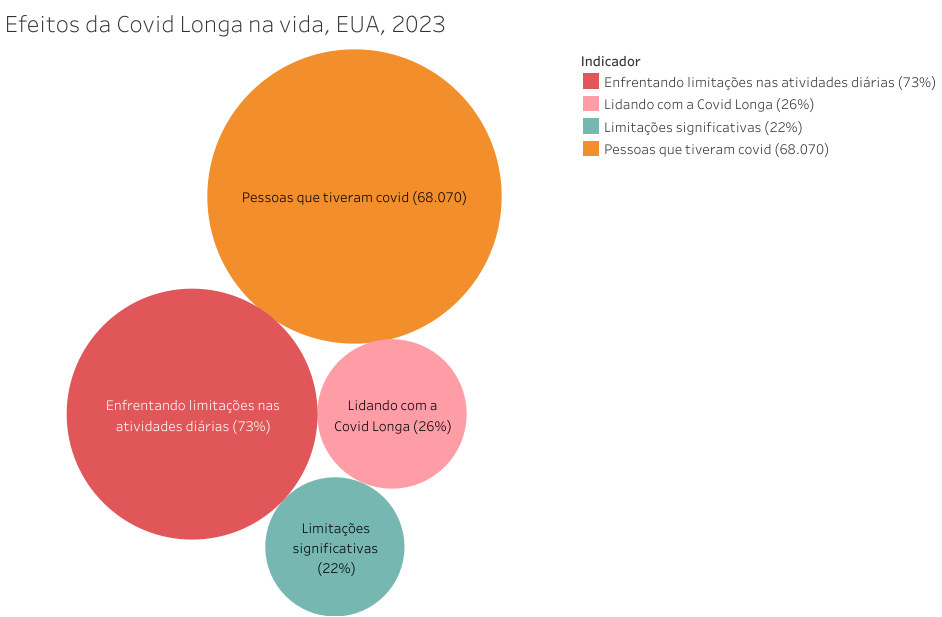 Efeitos da Covid Longa na vida, EUA, 2023
Indicador
Enfrentando limitações nas atividades diárias (73%)
Lidando com a Covid Longa (26%)
Limitações significativas (22%)
Pessoas que tiveram covid (68.070)
Pessoas que tiveram covid (68.070)
Enfrentando limitações nas
atividades diárias (73%)
Lidando com a
Covid Longa (26%)
Limitações
significativas
(22%)